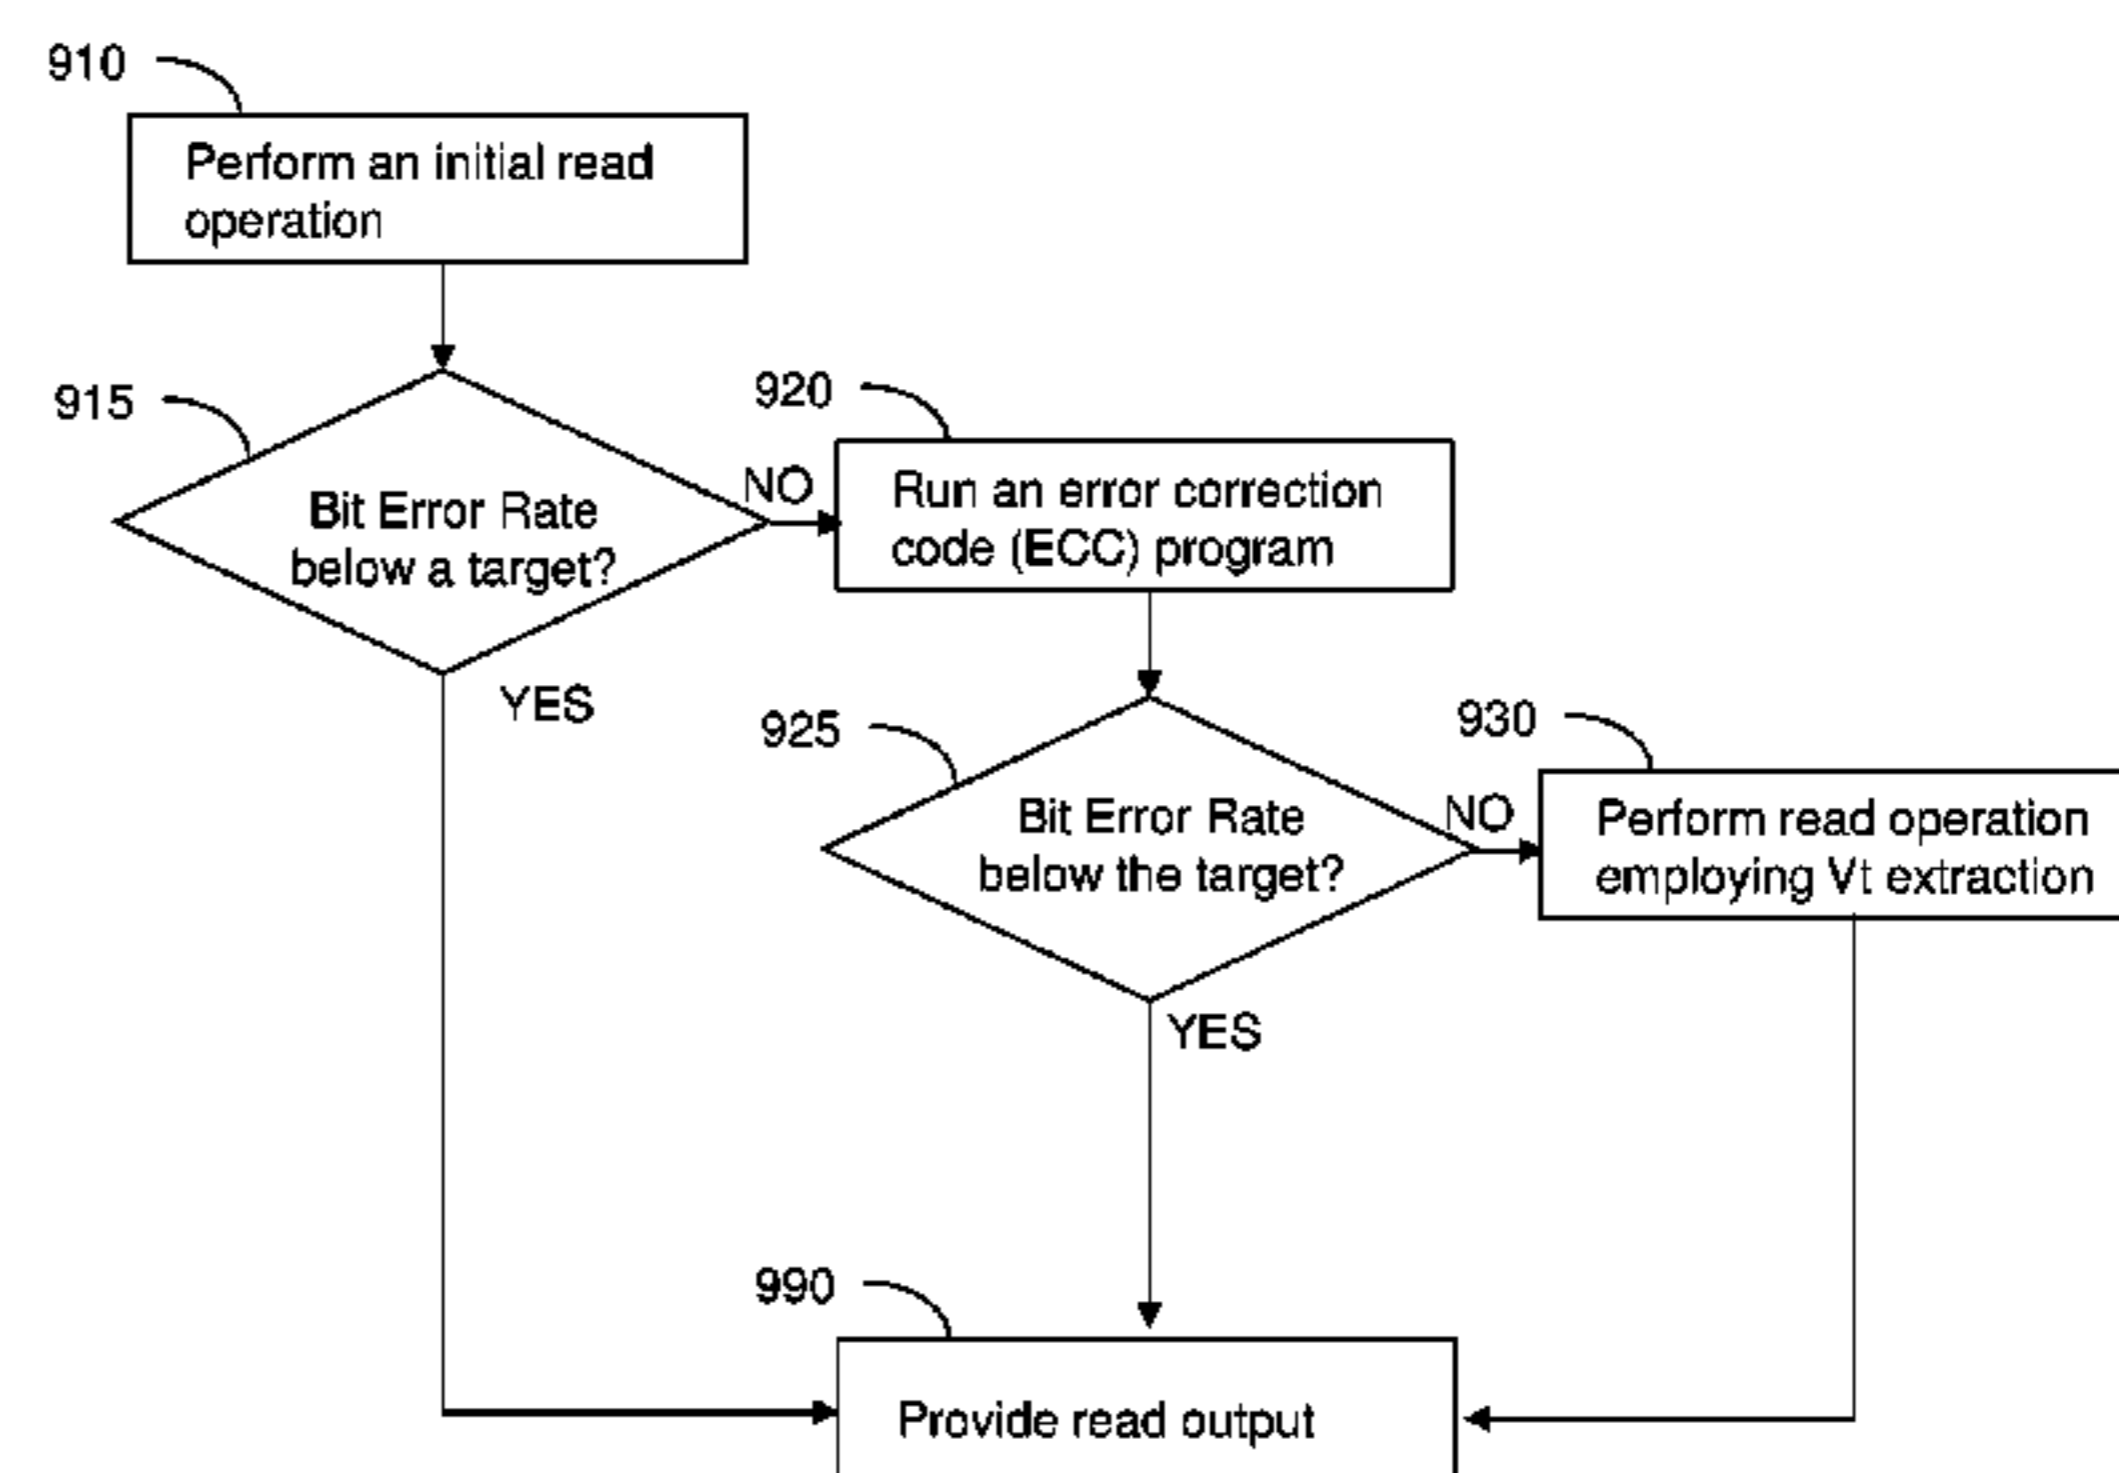 910
Perform an initial read
operation
915
Bit Error Rate
below a target?
NO
YES
920
Run an error correction
code (ECC) program
925
Bit Error Rate
below the target?
NO
YES
930
Perform read operation
employing Vt extraction
990
Provide read output